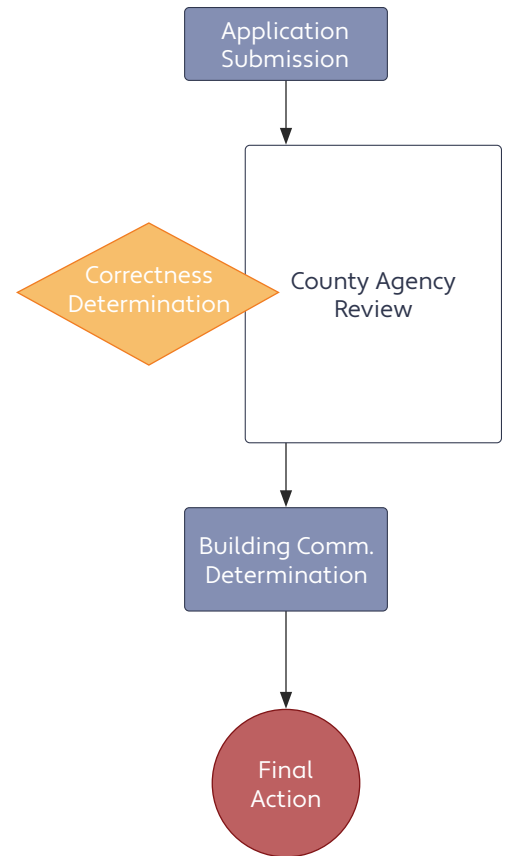 Application
Submission
Correctness
Determination
County Agency
Review
Building Comm.
Determination
Final
Action